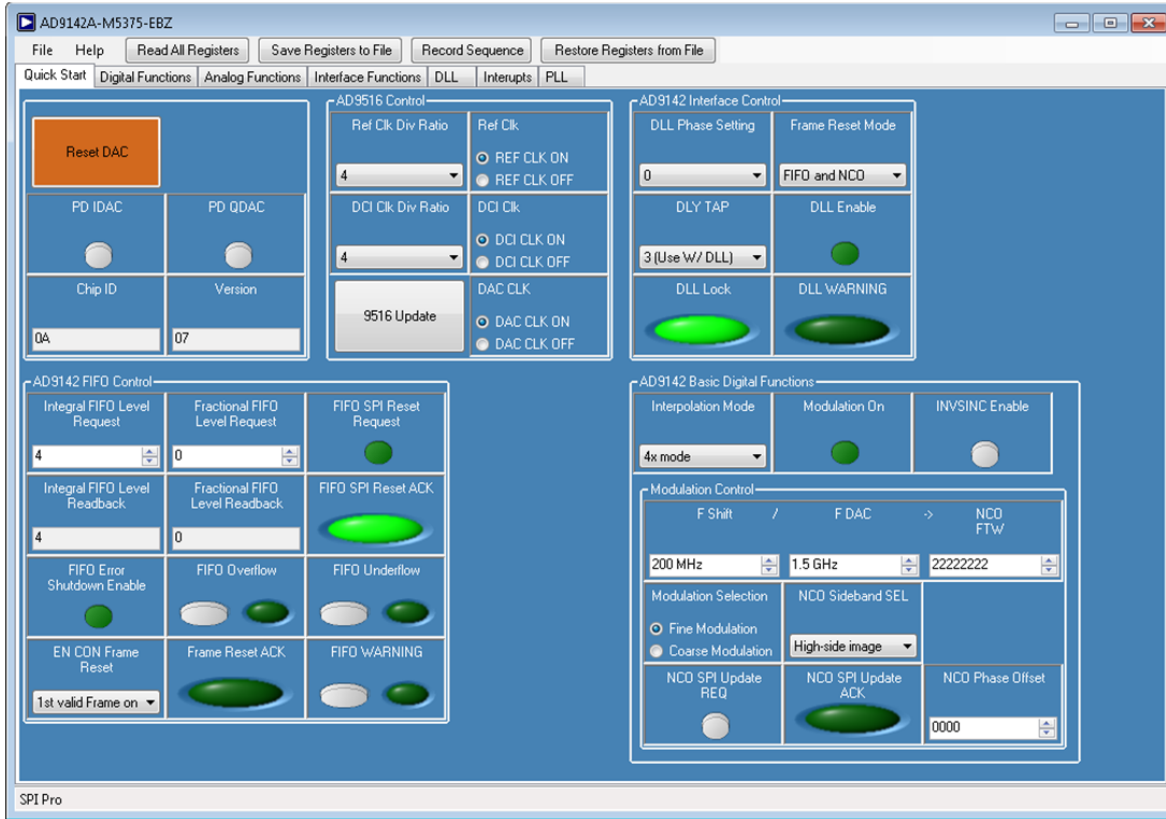 AD9142A-M5375-EBZ
File Help Read All Registers Save Registers to File Record Sequence Restore Registers from File
Quick Start Digital Functions Analog Functions Interface Functions DLL Interupts PLL
Reset DAC
PD IDAC PD QDAC
Chip ID Version
0A 07
AD9516 Control
Ref Clk Div Ratio Ref Clk
REF CLK ON
4 REF CLK OFF
DCI Clk Div Ratio DCI Clk
DCI CLK ON
4 DCI CLK OFF
DAC CLK
9516 Update DAC CLK ON
DAC CLK OFF
AD9142 Interface Control
DLL Phase Setting Frame Reset Mode
0 FIFO and NCO
DLY TAP DLL Enable
3 (Use W/ DLL)
DLL Lock DLL WARNING
AD9142 FIFO Control
Integral FIFO Level Request Fractional FIFO Level Request FIFO SPI Reset Request
4 0
Integral FIFO Level Readback Fractional FIFO Level Readback FIFO SPI Reset ACK
4 0
FIFO Error Shutdown Enable FIFO Overflow FIFO Underflow
EN CON Frame Reset Frame Reset ACK FIFO WARNING
1st valid Frame on
AD9142 Basic Digital Functions
Interpolation Mode Modulation On INVSINC Enable
4x mode
Modulation Control
F Shift / F DAC -> NCO FTW
200 MHz 1.5 GHz 22222222
Modulation Selection NCO Sideband SEL
Fine Modulation
Coarse Modulation High-side image
NCO SPI Update REQ NCO SPI Update ACK NCO Phase Offset
0000
SPI Pro